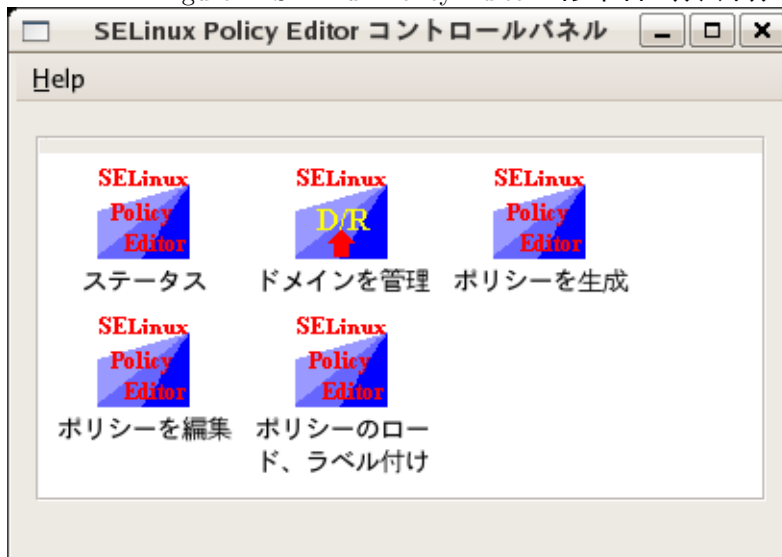 SELinux Policy Editor コントロールパネル
Help
SELinux
Policy
Editor
ステータス
SELinux
D/R
ドメインを管理
SELinux
Policy
Editor
ポリシーを生成
SELinux
Policy
Editor
ポリシーを編集
SELinux
Policy
Editor
ポリシーのロー
ド、ラベル付け